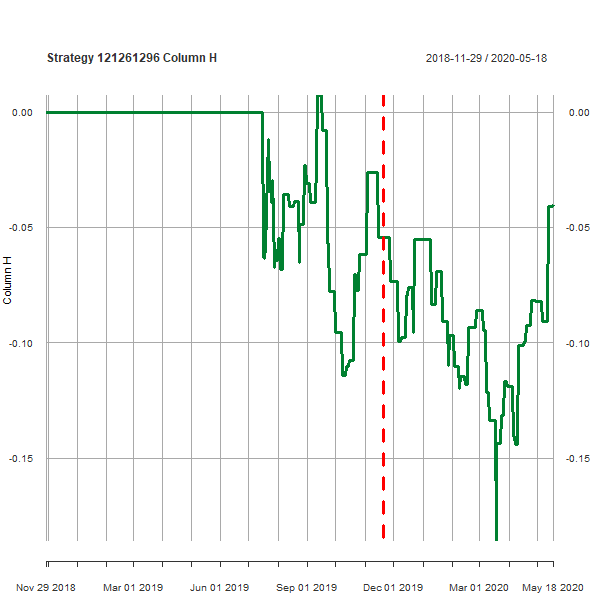 Strategy 121261296 Column H
2018-11-29 / 2020-05-18
0.00 0.00
-0.05 -0.05
Column H
-0.10 -0.10
-0.15 -0.15
Nov 29 2018 Mar 01 2019 Jun 01 2019 Sep 01 2019 Dec 01 2019 Mar 01 2020 May 18 2020